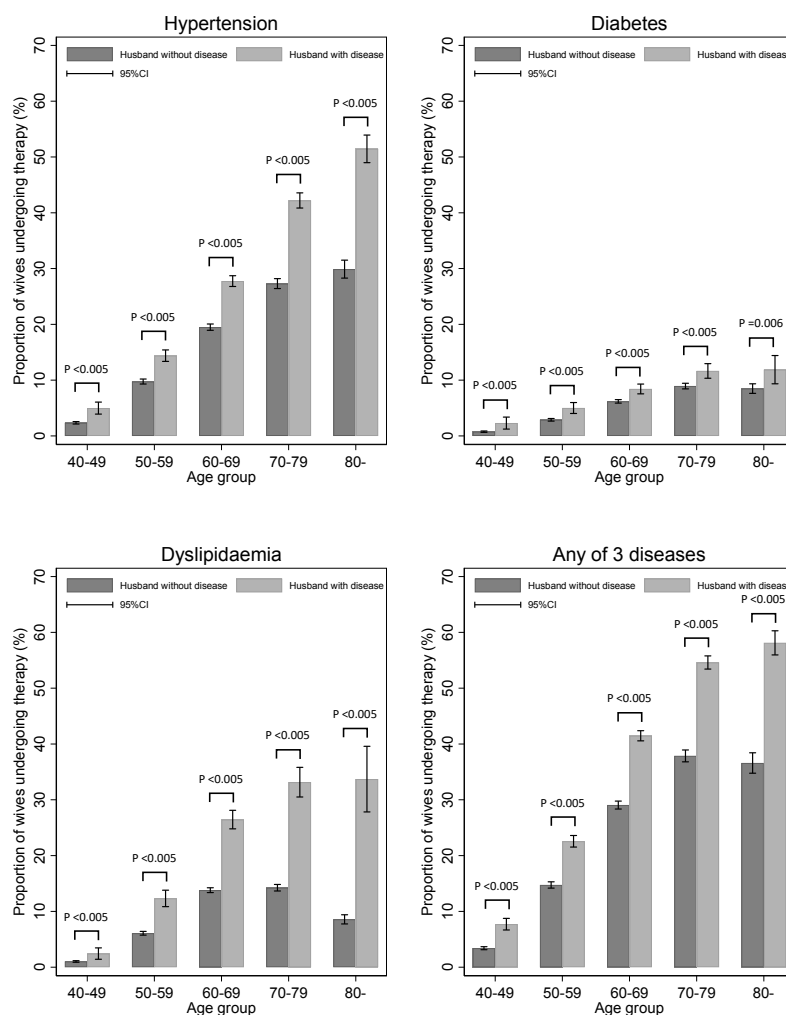 Hypertension
Proportion of wives undergoing therapy (%)
0 10 20 30 40 50 60 70
Husband without disease Husband with disease
95%CI
P <0.005
P <0.005
P <0.005
P <0.005
P <0.005
40-49 50-59 60-69 70-79 80-
Age group
Diabetes
Proportion of wives undergoing therapy (%)
0 10 20 30 40 50 60 70
Husband without disease Husband with diseas
95%CI
P <0.005
P <0.005
P <0.005
P <0.005
P =0.006
40-49 50-59 60-69 70-79 80-
Age group
Dyslipidaemia
Proportion of wives undergoing therapy (%)
0 10 20 30 40 50 60 70
Husband without disease Husband with disease
95%CI
P <0.005
P <0.005
P <0.005
P <0.005
P <0.005
40-49 50-59 60-69 70-79 80-
Age group
Any of 3 diseases
Proportion of wives undergoing therapy (%)
0 10 20 30 40 50 60 70
Husband without disease Husband with diseas
95%CI
P <0.005
P <0.005
P <0.005
P <0.005
P <0.005
40-49 50-59 60-69 70-79 80-
Age group